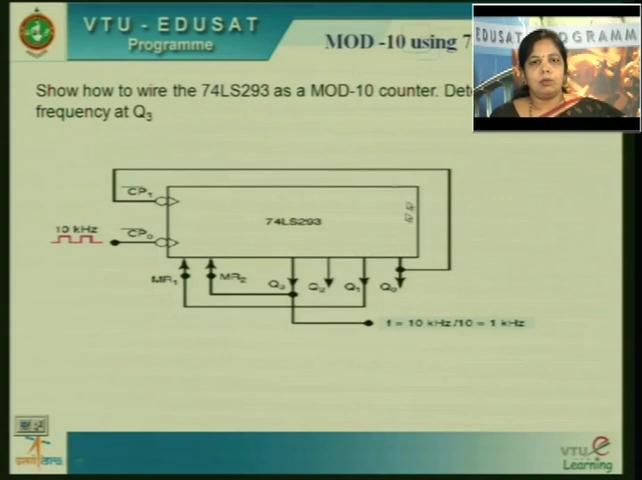 VTU - EDUSAT
Programme
MOD -10 using 7
EDUSAT PROGRAMM
Show how to wire the 74LS293 as a MOD-10 counter. Det
frequency at Q3
CP1
74LS293
10 kHz
CP0
MR1
MR2
Q3
Q2
Q1
Q0
f = 10 kHz/10 = 1 kHz
VTU e
Learning